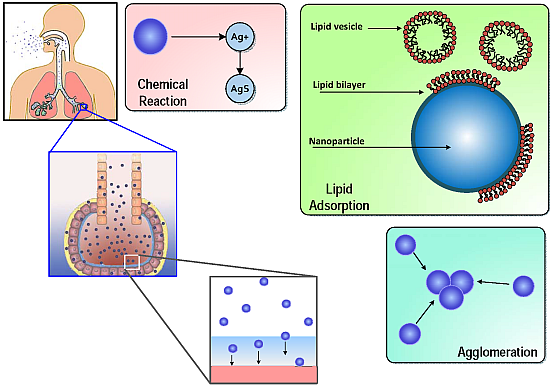 Ag+
Chemical
Reaction
AgS
Lipid vesicle
Lipid bilayer
Nanoparticle
Lipid
Adsorption
Agglomeration